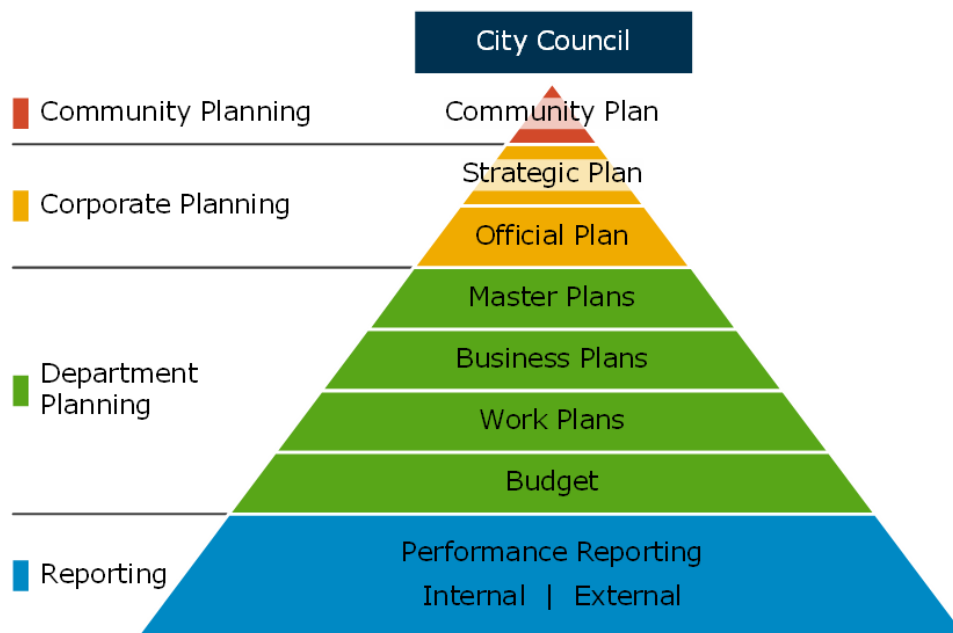 City Council
Community Planning
Community Plan
Strategic Plan
Corporate Planning
Official Plan
Master Plans
Business Plans
Department
Planning
Work Plans
Budget
Performance Reporting
Reporting
Internal | External